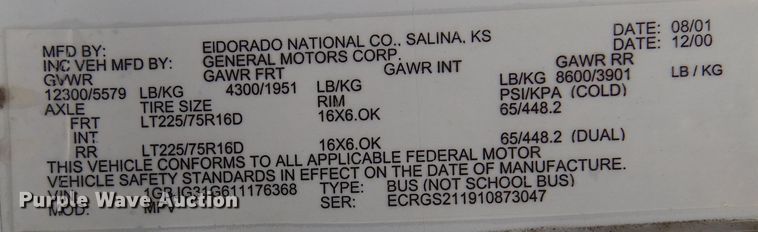 MFD BY: EIDORADO NATIONAL CO., SALINA, KS DATE: 08/01
INC VEH MFD BY: GENERAL MOTORS CORP. DATE: 12/00
GVWR GAWR FRT GAWR INT GAWR RR
12300/5579 LB/KG 4300/1951 LB/KG LB/KG 8600/3901 LB / KG
AXLE TIRE SIZE RIM PSI/KPA (COLD)
FRT LT225/75R16D 16X6.OK 65/448.2
INT
RR LT225/75R16D 16X6.OK 65/448.2 (DUAL)
THIS VEHICLE CONFORMS TO ALL APPLICABLE FEDERAL MOTOR
VEHICLE SAFETY STANDARDS IN EFFECT ON THE DATE OF MANUFACTURE.
VIN: TYPE: BUS (NOT SCHOOL BUS)
MOD: MPV SER: ECRGS211910873047
Purple Wave Auction